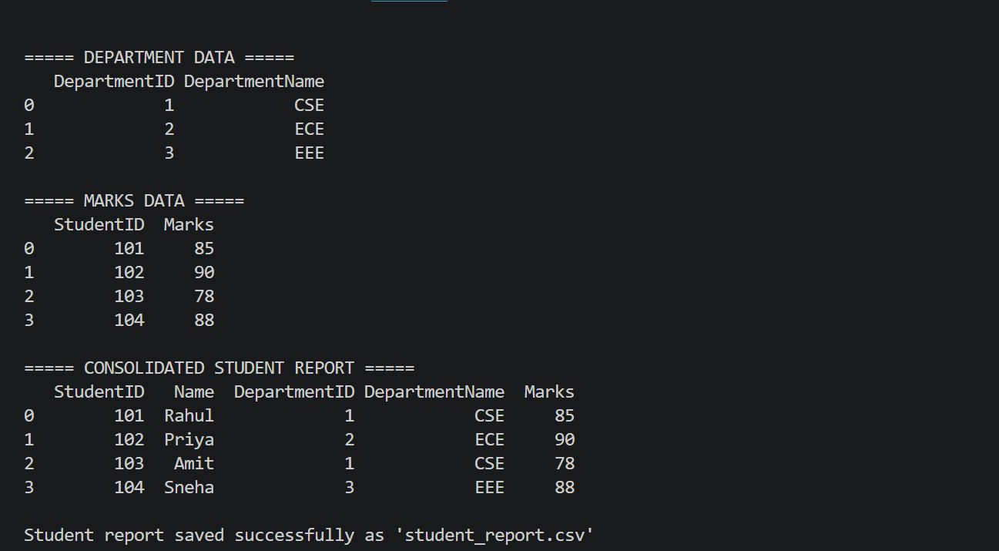 ===== DEPARTMENT DATA =====
   DepartmentID DepartmentName
0             1            CSE
1             2            ECE
2             3            EEE

===== MARKS DATA =====
   StudentID  Marks
0        101     85
1        102     90
2        103     78
3        104     88

===== CONSOLIDATED STUDENT REPORT =====
   StudentID   Name  DepartmentID DepartmentName  Marks
0        101  Rahul             1            CSE     85
1        102  Priya             2            ECE     90
2        103   Amit             1            CSE     78
3        104  Sneha             3            EEE     88

Student report saved successfully as 'student_report.csv'